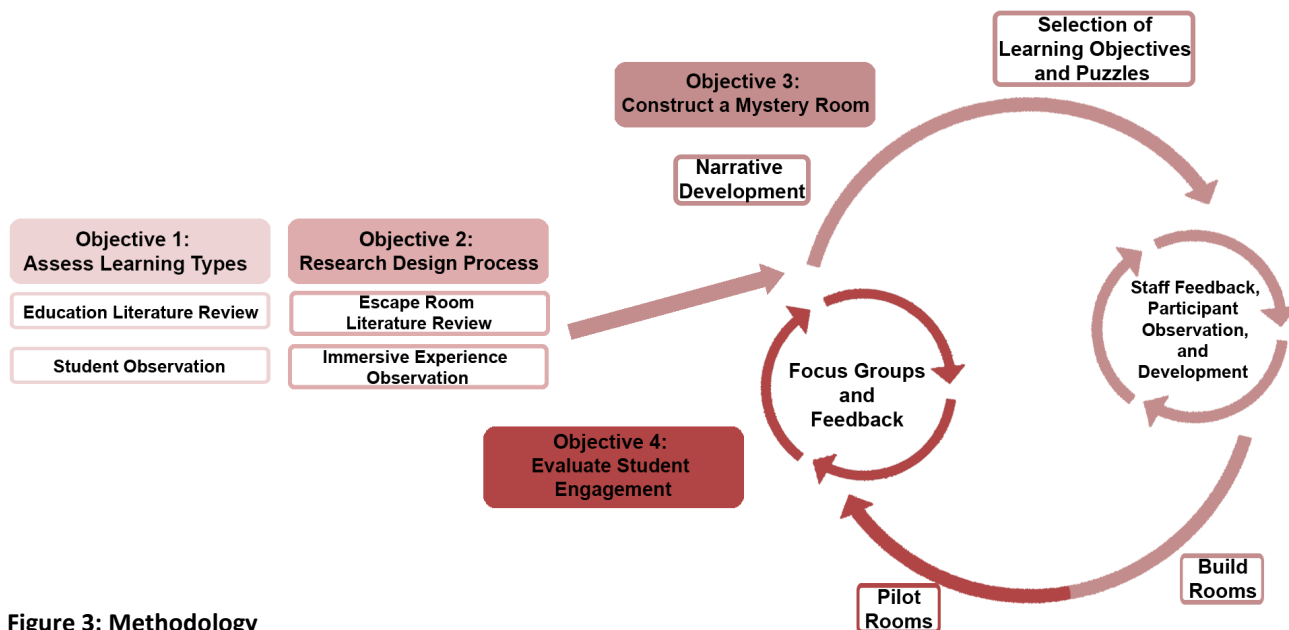 Selection of
Learning Objectives
and Puzzles
Objective 3:
Construct a Mystery Room
Narrative
Development
Objective 1:
Assess Learning Types
Education Literature Review
Student Observation
Objective 2:
Research Design Process
Escape Room
Literature Review
Immersive Experience
Observation
Staff Feedback,
Participant
Observation,
and
Development
Focus Groups
and
Feedback
Objective 4:
Evaluate Student
Engagement
Build
Rooms
Pilot
Rooms
Figure 3: Methodology